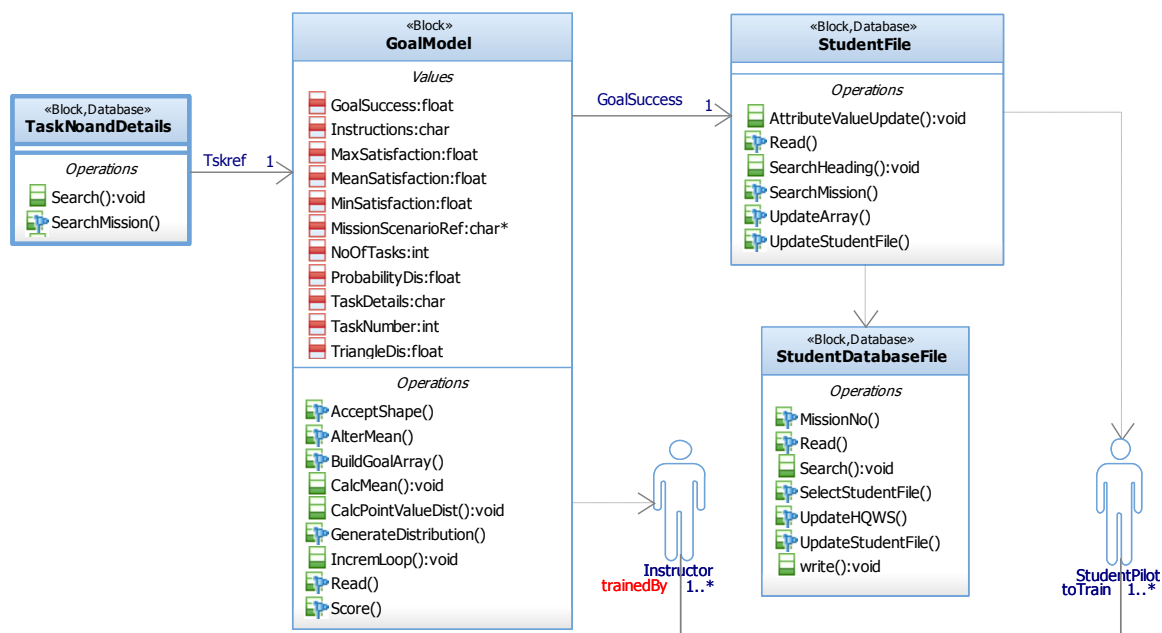 «Block,Database»
TaskNoandDetails
Operations
Search():void
SearchMission()
Tskref 1
«Block»
GoalModel
Values
GoalSuccess:float
Instructions:char
MaxSatisfaction:float
MeanSatisfaction:float
MinSatisfaction:float
MissionScenarioRef:char*
NoOfTasks:int
ProbabilityDis:float
TaskDetails:char
TaskNumber:int
TriangleDis:float
Operations
AcceptShape()
AlterMean()
BuildGoalArray()
CalcMean():void
CalcPointValueDist():void
GenerateDistribution()
IncremLoop():void
Read()
Score()
GoalSuccess 1
«Block,Database»
StudentFile
Operations
AttributeValueUpdate():void
Read()
SearchHeading():void
SearchMission()
UpdateArray()
UpdateStudentFile()
«Block,Database»
StudentDatabaseFile
Operations
MissionNo()
Read()
Search():void
SelectStudentFile()
UpdateHQWS()
UpdateStudentFile()
write():void
Instructor
trainedBy 1..*
StudentPilot
toTrain 1..*